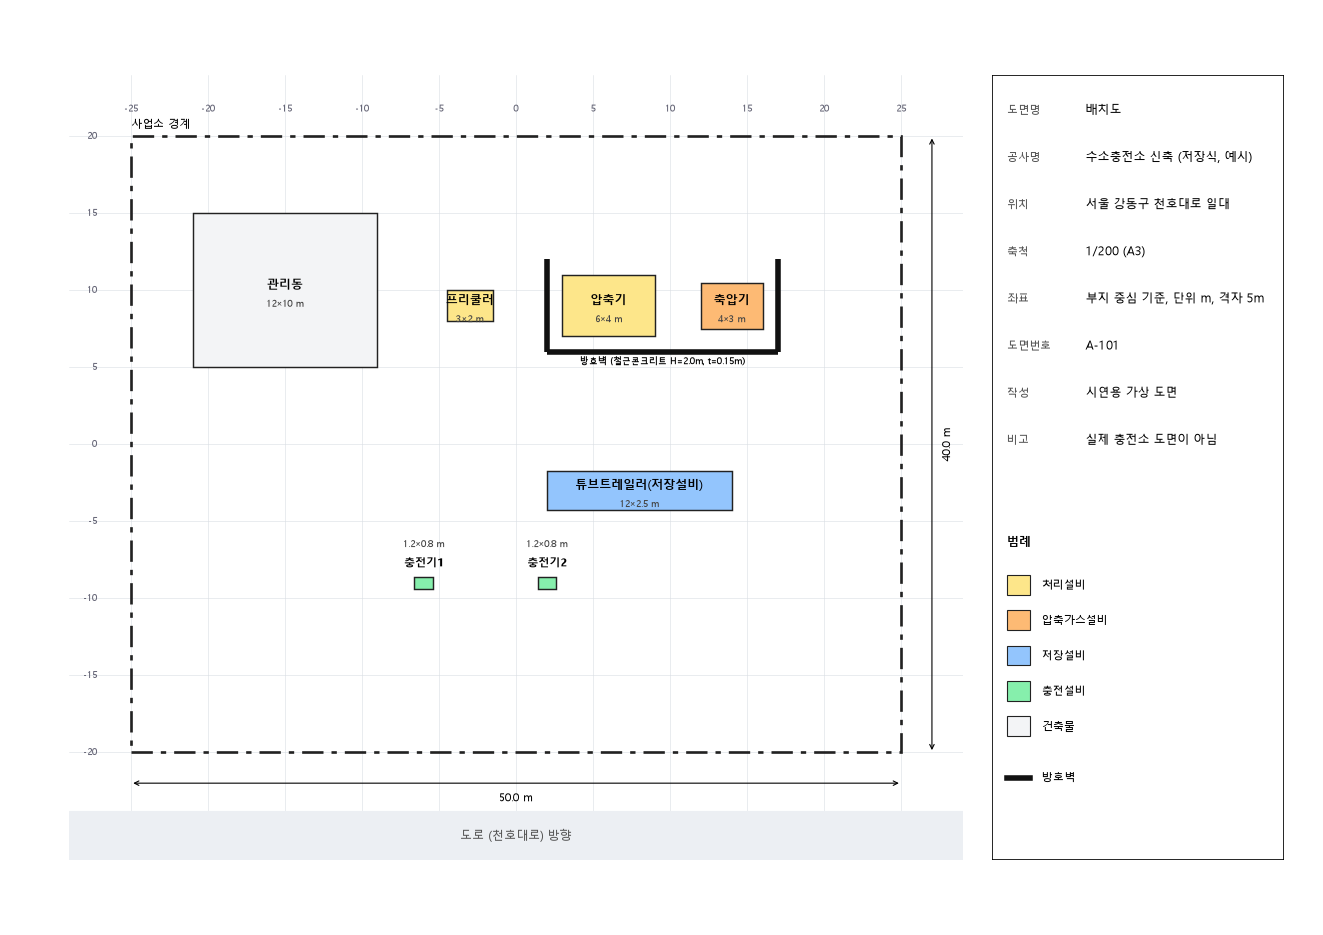 -25 -20 -15 -10 -5 0 5 10 15 20 25
사업소 경계
20
15
10
5
0
-5
-10
-15
-20
관리동
12×10 m
프리쿨러
3×2 m
압축기
6×4 m
축압기
4×3 m
방호벽 (철근콘크리트 H=2.0m, t=0.15m)
40.0 m
튜브트레일러(저장설비)
12×2.5 m
1.2×0.8 m
충전기1
1.2×0.8 m
충전기2
50.0 m
도로 (천호대로) 방향
도면명 배치도
공사명 수소충전소 신축 (저장식, 예시)
위치 서울 강동구 천호대로 일대
축척 1/200 (A3)
좌표 부지 중심 기준, 단위 m, 격자 5m
도면번호 A-101
작성 시연용 가상 도면
비고 실제 충전소 도면이 아님
범례
처리설비
압축가스설비
저장설비
충전설비
건축물
방호벽